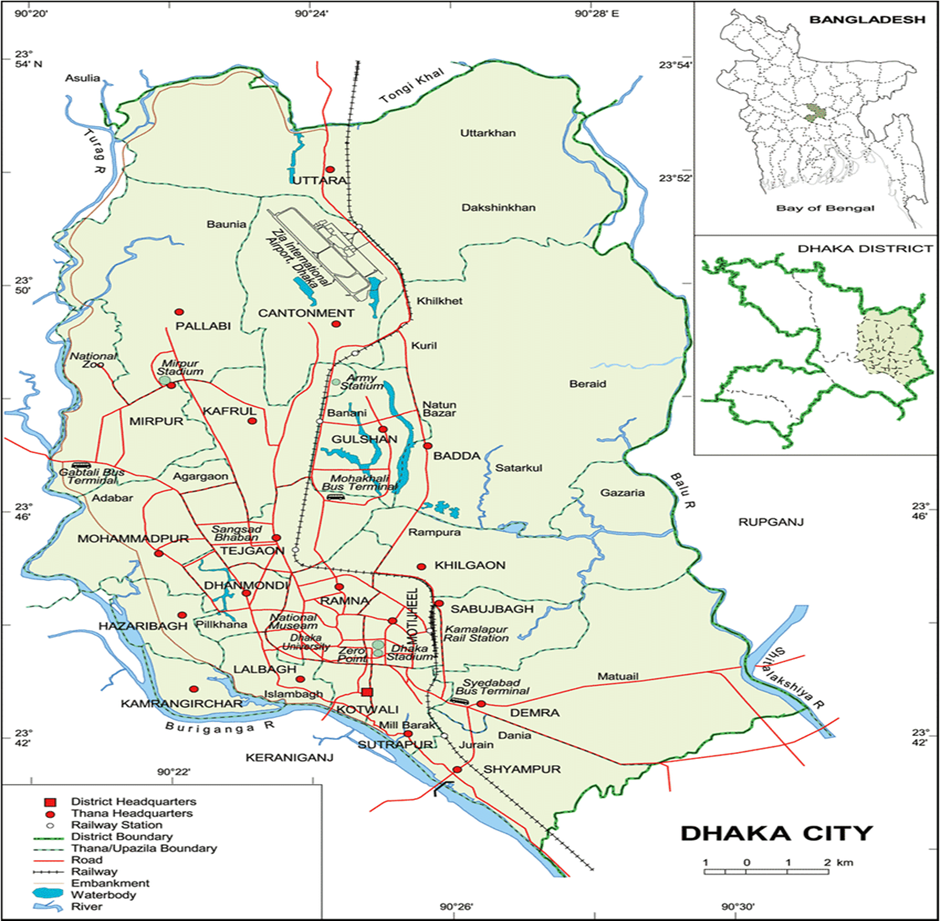 90°20'
90°24'
90°28' E
23°
54' N
23°54'
BANGLADESH
Bay of Bengal
Asulia
Tongi Khal
Turag R
Uttarkhan
UTTARA
23°52'
Dakshinkhan
Baunia
Zia International
Airport, Dhaka
DHAKA DISTRICT
23°
50'
Khilkhet
CANTONMENT
PALLABI
Kuril
National
Zoo
Mirpur
Stadium
Army
Statium
Beraid
Banani
Natun
Bazar
MIRPUR
KAFRUL
GULSHAN
BADDA
Satarkul
Gabtali Bus
Terminal
Agargaon
Mohakhali
Bus Terminal
Adabar
Gazaria
Balu R
23°
46'
RUPGANJ
23°
46'
Sangsad
Bhaban
Rampura
MOHAMMADPUR
TEJGAON
KHILGAON
DHANMONDI
RAMNA
MOTIJHEEL
SABUJBAGH
HAZARIBAGH
Pillkhana
National
Museam
Kamalapur
Rail Station
Dhaka
University
Zero
Point
Dhaka
Stadium
LALBAGH
Syedabad
Bus Terminal
Matuail
Shitalakshiya R
Islambagh
KAMRANGIRCHAR
KOTWALI
DEMRA
Buriganga R
Mill Barak
Dania
23°
42'
23°
42'
SUTRAPUR
Jurain
KERANIGANJ
SHYAMPUR
90°22'
District Headquarters
Thana Headquarters
Railway Station
District Boundary
Thana/Upazila Boundary
Road
Railway
Embankment
Waterbody
River
DHAKA CITY
1 0 1 2 km
90°26'
90°30'